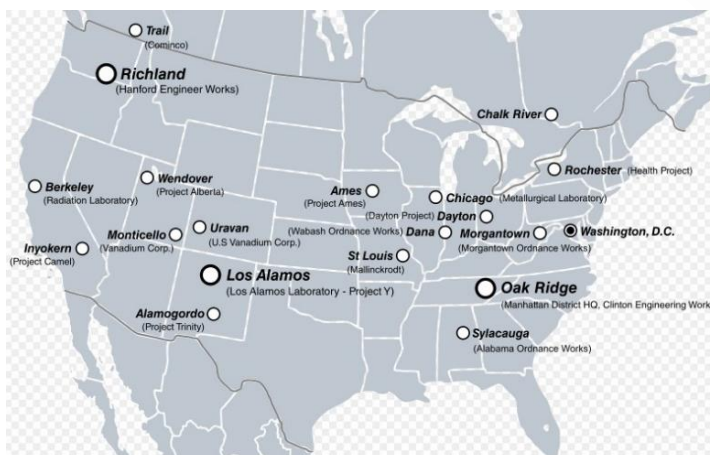 Trail
(Cominco)
Richland
(Hanford Engineer Works)
Chalk River
Rochester (Health Project)
Wendover
(Project Alberta)
Berkeley
(Radiation Laboratory)
Ames
(Project Ames)
Chicago
(Metallurgical Laboratory)
(Dayton Project) Dayton
(Wabash Ordnance Works) Dana
Morgantown
(Morgantown Ordnance Works)
Washington, D.C.
Monticello
(Vanadium Corp.)
Uravan
(U.S Vanadium Corp.)
Inyokern
(Project Camel)
St Louis
(Mallinckrodt)
Los Alamos
(Los Alamos Laboratory - Project Y)
Oak Ridge
(Manhattan District HQ, Clinton Engineering Work
Alamogordo
(Project Trinity)
Sylacauga
(Alabama Ordnance Works)